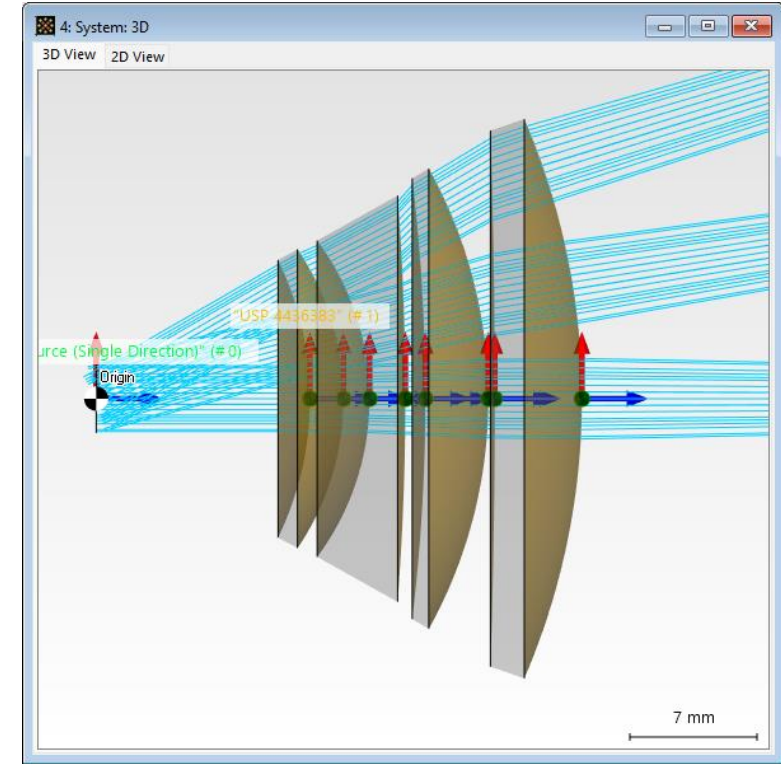 4: System: 3D
3D View
2D View
"USP 4436383" (# 1)
urce (Single Direction)" (# 0)
Origin
7 mm